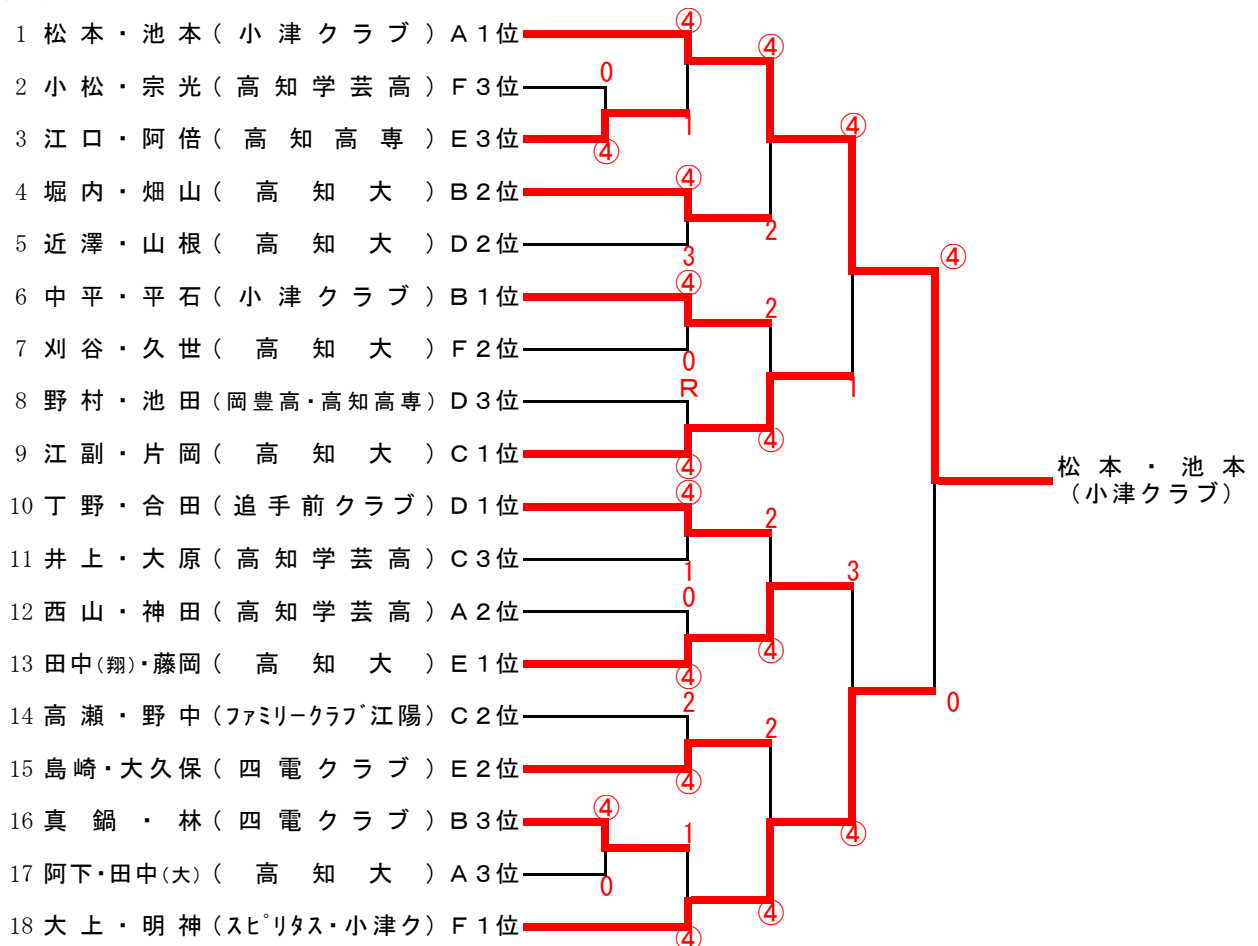 ④
1 松本・池本(小津クラブ) A1位
④
0
2 小松・宗光(高知学芸高) F3位
1
④
3 江口・阿倍(高知高専) E3位
④
④
4 堀内・畑山(高知大) B2位
2
5 近澤・山根(高知大) D2位
3
④
④
6 中平・平石(小津クラブ) B1位
2
7 刈谷・久世(高知大) F2位
0
R
1
8 野村・池田(岡豊高・高知高専) D3位
④
9 江副・片岡(高知大) C1位
④
松本・池本
(小津クラブ)
④
10 丁野・合田(追手前クラブ) D1位
2
11 井上・大原(高知学芸高) C3位
1
3
0
12 西山・神田(高知学芸高) A2位
④
13 田中(翔)・藤岡(高知大) E1位
④
2
0
14 高瀬・野中(ファミリークラブ江陽) C2位
2
15 島崎・大久保(四電クラブ) E2位
④
④
16 真鍋・林(四電クラブ) B3位
1
④
17 阿下・田中(大)(高知大) A3位
0
④
18 大上・明神(スピリタス・小津ク) F1位
④